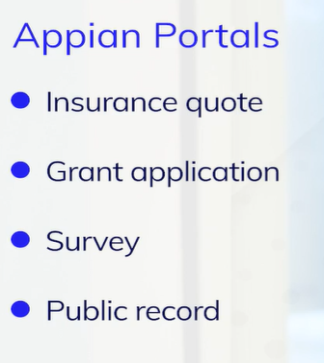 Appian Portals
Insurance quote
Grant application
Survey
Public record